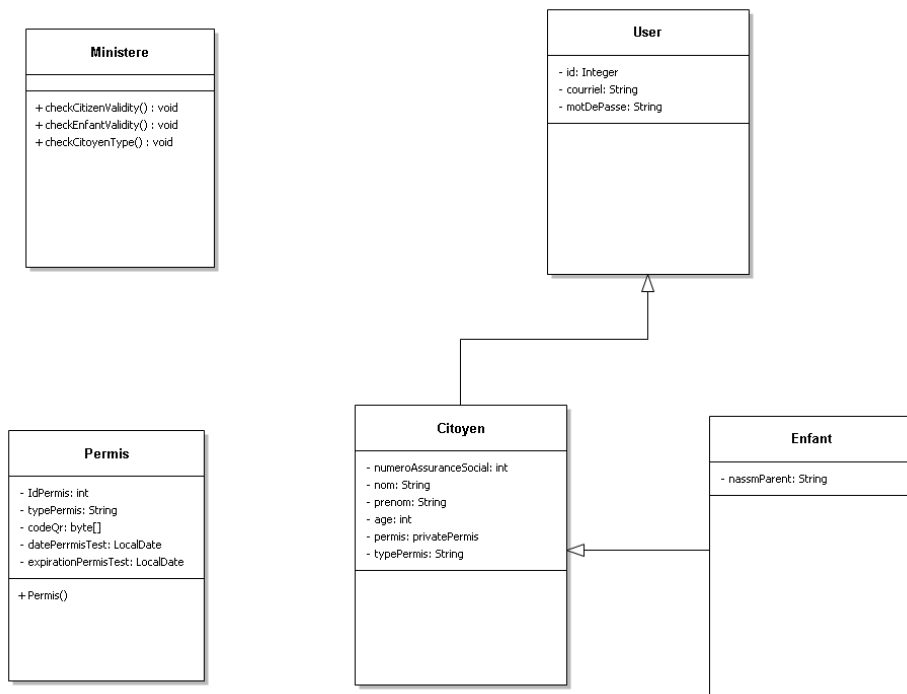 Ministere
+ checkCitizenValidity() : void
+ checkEnfantValidity() : void
+ checkCitoyenType() : void
User
- id: Integer
- courriel: String
- motDePasse: String
Permis
- IdPermis: int
- typePermis: String
- codeQr: byte[]
- datePerrmisTest: LocalDate
- expirationPermisTest: LocalDate
+ Permis()
Citoyen
- numeroAssuranceSocial: int
- nom: String
- prenom: String
- age: int
- permis: privatePermis
- typePermis: String
Enfant
- nassmParent: String